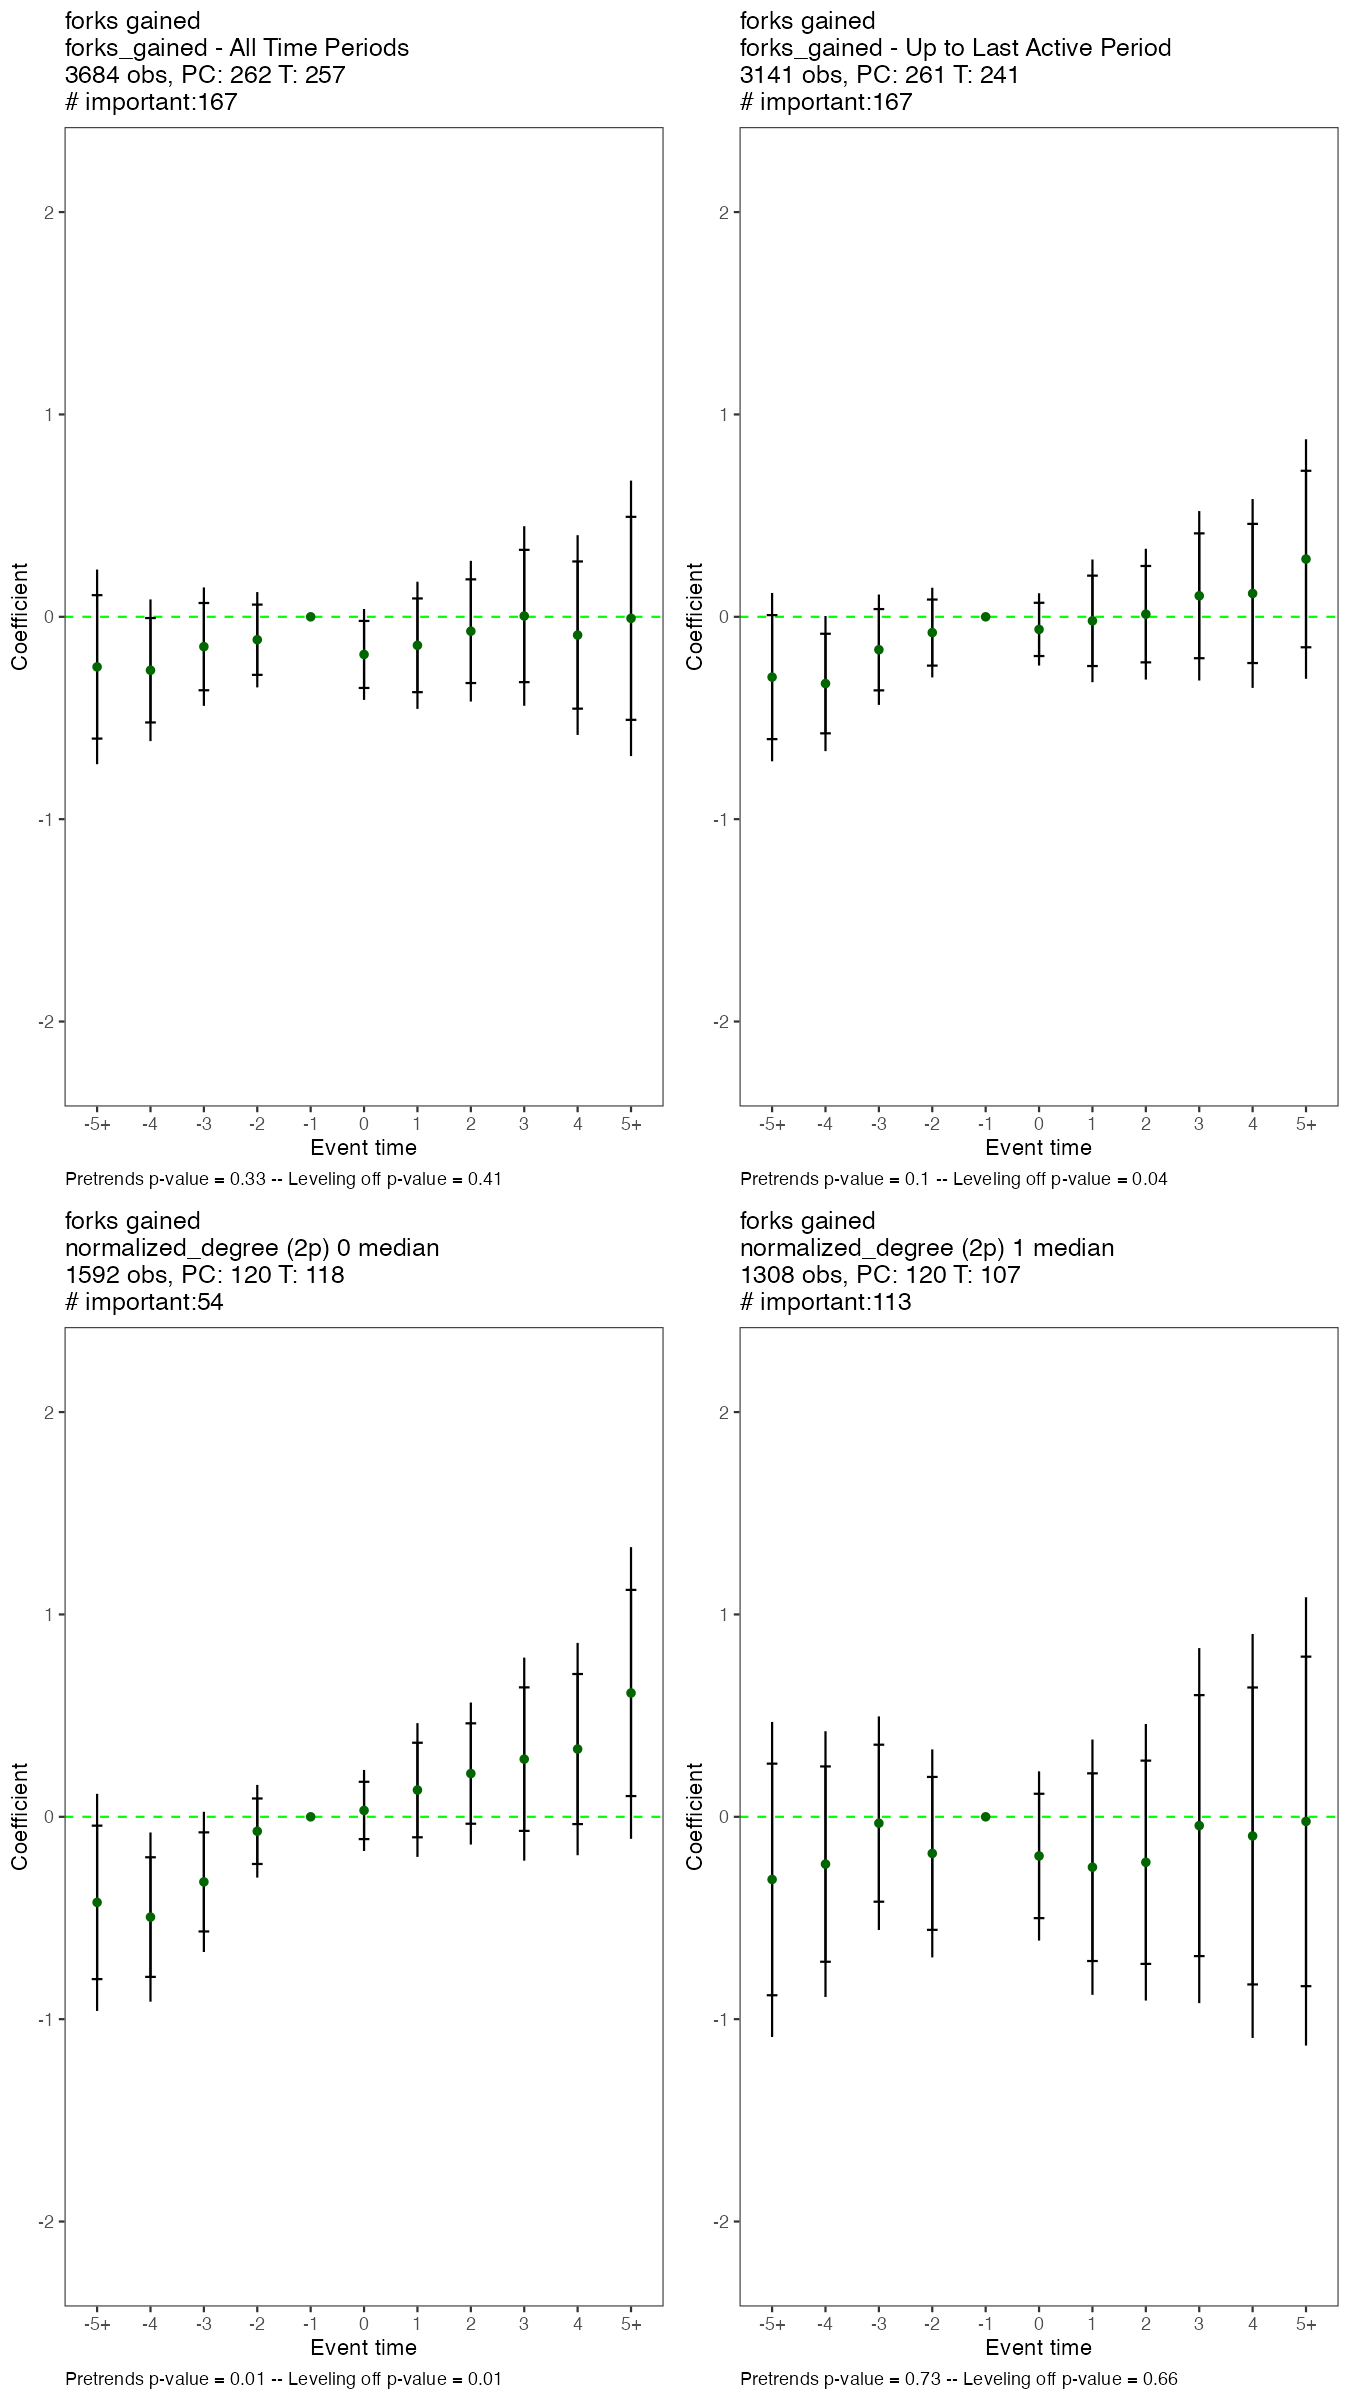 forks gained
forks_gained - All Time Periods
3684 obs, PC: 262 T: 257
# important:167
2
1
0
-1
-2
Coefficient
-5+ -4 -3 -2 -1 0 1 2 3 4 5+
Event time
Pretrends p-value = 0.33 -- Leveling off p-value = 0.41
forks gained
forks_gained - Up to Last Active Period
3141 obs, PC: 261 T: 241
# important:167
2
1
0
-1
-2
Coefficient
-5+ -4 -3 -2 -1 0 1 2 3 4 5+
Event time
Pretrends p-value = 0.1 -- Leveling off p-value = 0.04
forks gained
normalized_degree (2p) 0 median
1592 obs, PC: 120 T: 118
# important:54
2
1
0
-1
-2
Coefficient
-5+ -4 -3 -2 -1 0 1 2 3 4 5+
Event time
Pretrends p-value = 0.01 -- Leveling off p-value = 0.01
forks gained
normalized_degree (2p) 1 median
1308 obs, PC: 120 T: 107
# important:113
2
1
0
-1
-2
Coefficient
-5+ -4 -3 -2 -1 0 1 2 3 4 5+
Event time
Pretrends p-value = 0.73 -- Leveling off p-value = 0.66